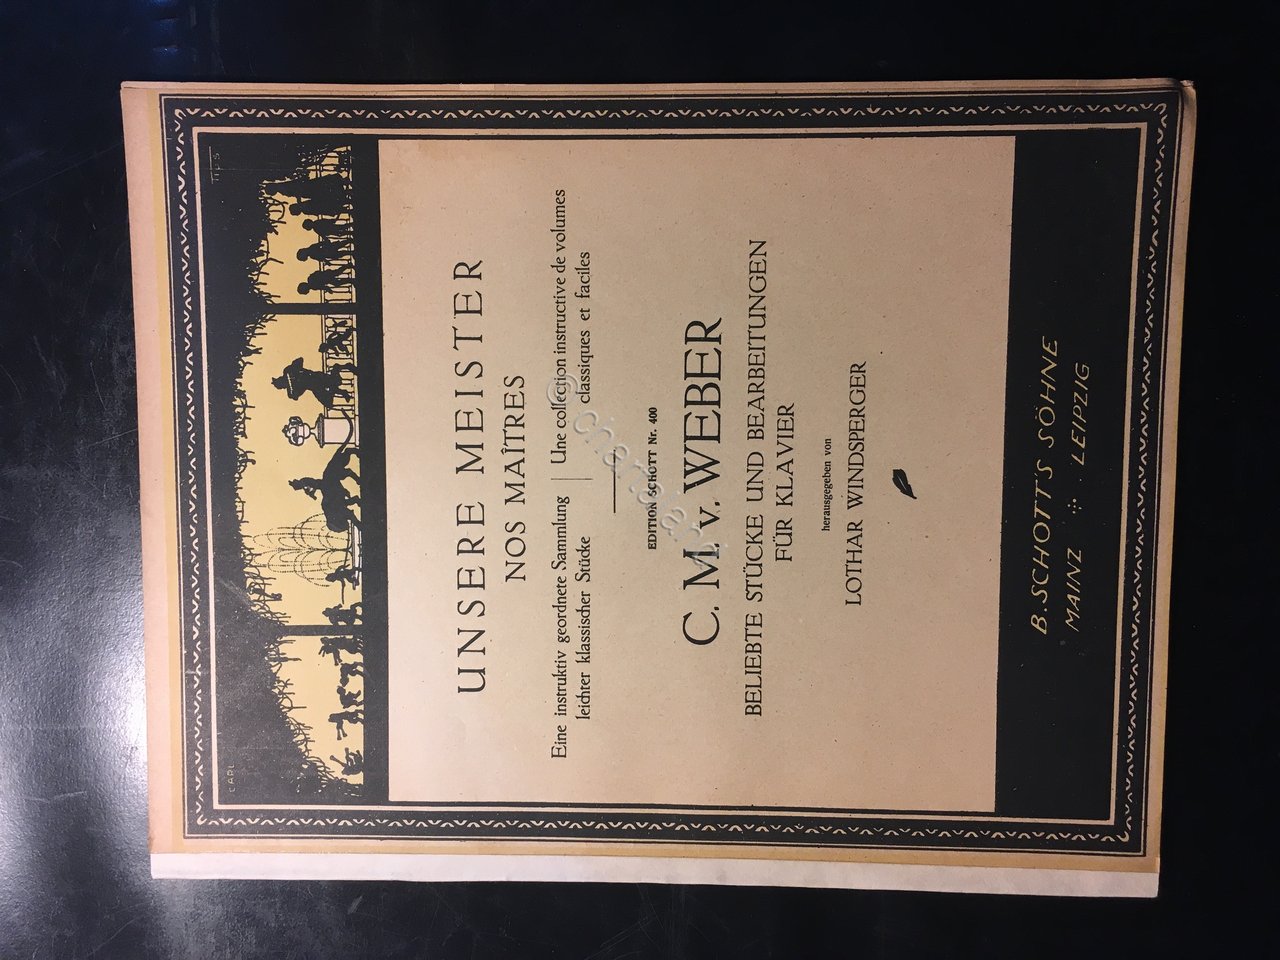 CARL
TIPS
UNSERE MEISTER
NOS MAÎTRES
Eine instruktiv geordnete Sammlung
leichter klassischer Stücke
Une collection instructive de volumes
classiques et faciles
EDITION SCHOTT Nr. 400
C. M. v. WEBER
BELIEBTE STÜCKE UND BEARBEITUNGEN
FÜR KLAVIER
herausgegeben von
LOTHAR WINDSPERGER
B. SCHOTT'S SÖHNE
MAINZ LEIPZIG